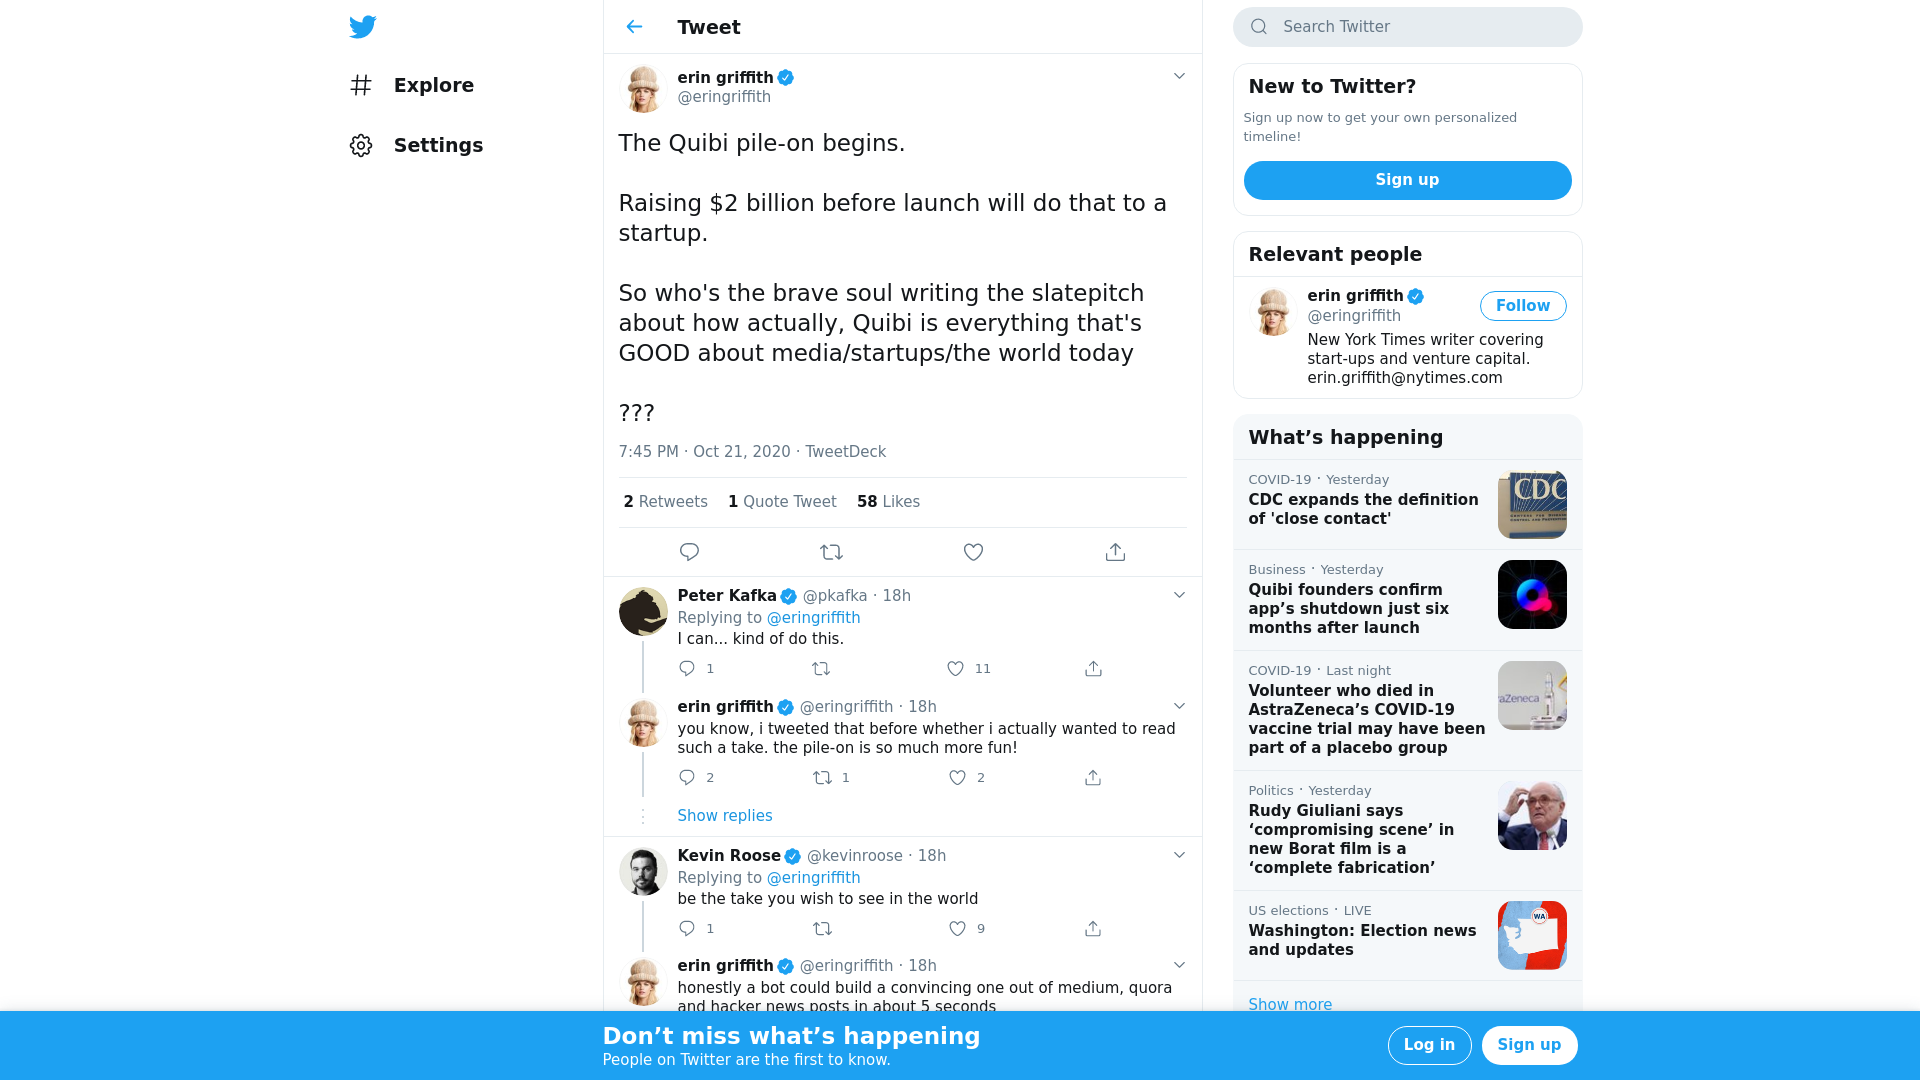 Explore
Settings
Tweet
erin griffith
@eringriffith
The Quibi pile-on begins.
Raising $2 billion before launch will do that to a
startup.
So who's the brave soul writing the slatepitch
about how actually, Quibi is everything that's
GOOD about media/startups/the world today
???
7:45 PM · Oct 21, 2020 · TweetDeck
2 Retweets 1 Quote Tweet 58 Likes
Peter Kafka @pkafka · 18h
Replying to @eringriffith
I can... kind of do this.
1 11
erin griffith @eringriffith · 18h
you know, i tweeted that before whether i actually wanted to read
such a take. the pile-on is so much more fun!
2 1 2
Show replies
Kevin Roose @kevinroose · 18h
Replying to @eringriffith
be the take you wish to see in the world
1 9
erin griffith @eringriffith · 18h
honestly a bot could build a convincing one out of medium, quora
and hacker news posts in about 5 seconds
Search Twitter
New to Twitter?
Sign up now to get your own personalized
timeline!
Sign up
Relevant people
erin griffith
@eringriffith
Follow
New York Times writer covering
start-ups and venture capital.
erin.griffith@nytimes.com
What’s happening
COVID-19 · Yesterday
CDC expands the definition
of 'close contact'
CDC
Business · Yesterday
Quibi founders confirm
app’s shutdown just six
months after launch
COVID-19 · Last night
Volunteer who died in
AstraZeneca’s COVID-19
vaccine trial may have been
part of a placebo group
raZeneca
Politics · Yesterday
Rudy Giuliani says
‘compromising scene’ in
new Borat film is a
‘complete fabrication’
US elections · LIVE
Washington: Election news
and updates
WA
Show more
Don’t miss what’s happening
People on Twitter are the first to know.
Log in
Sign up